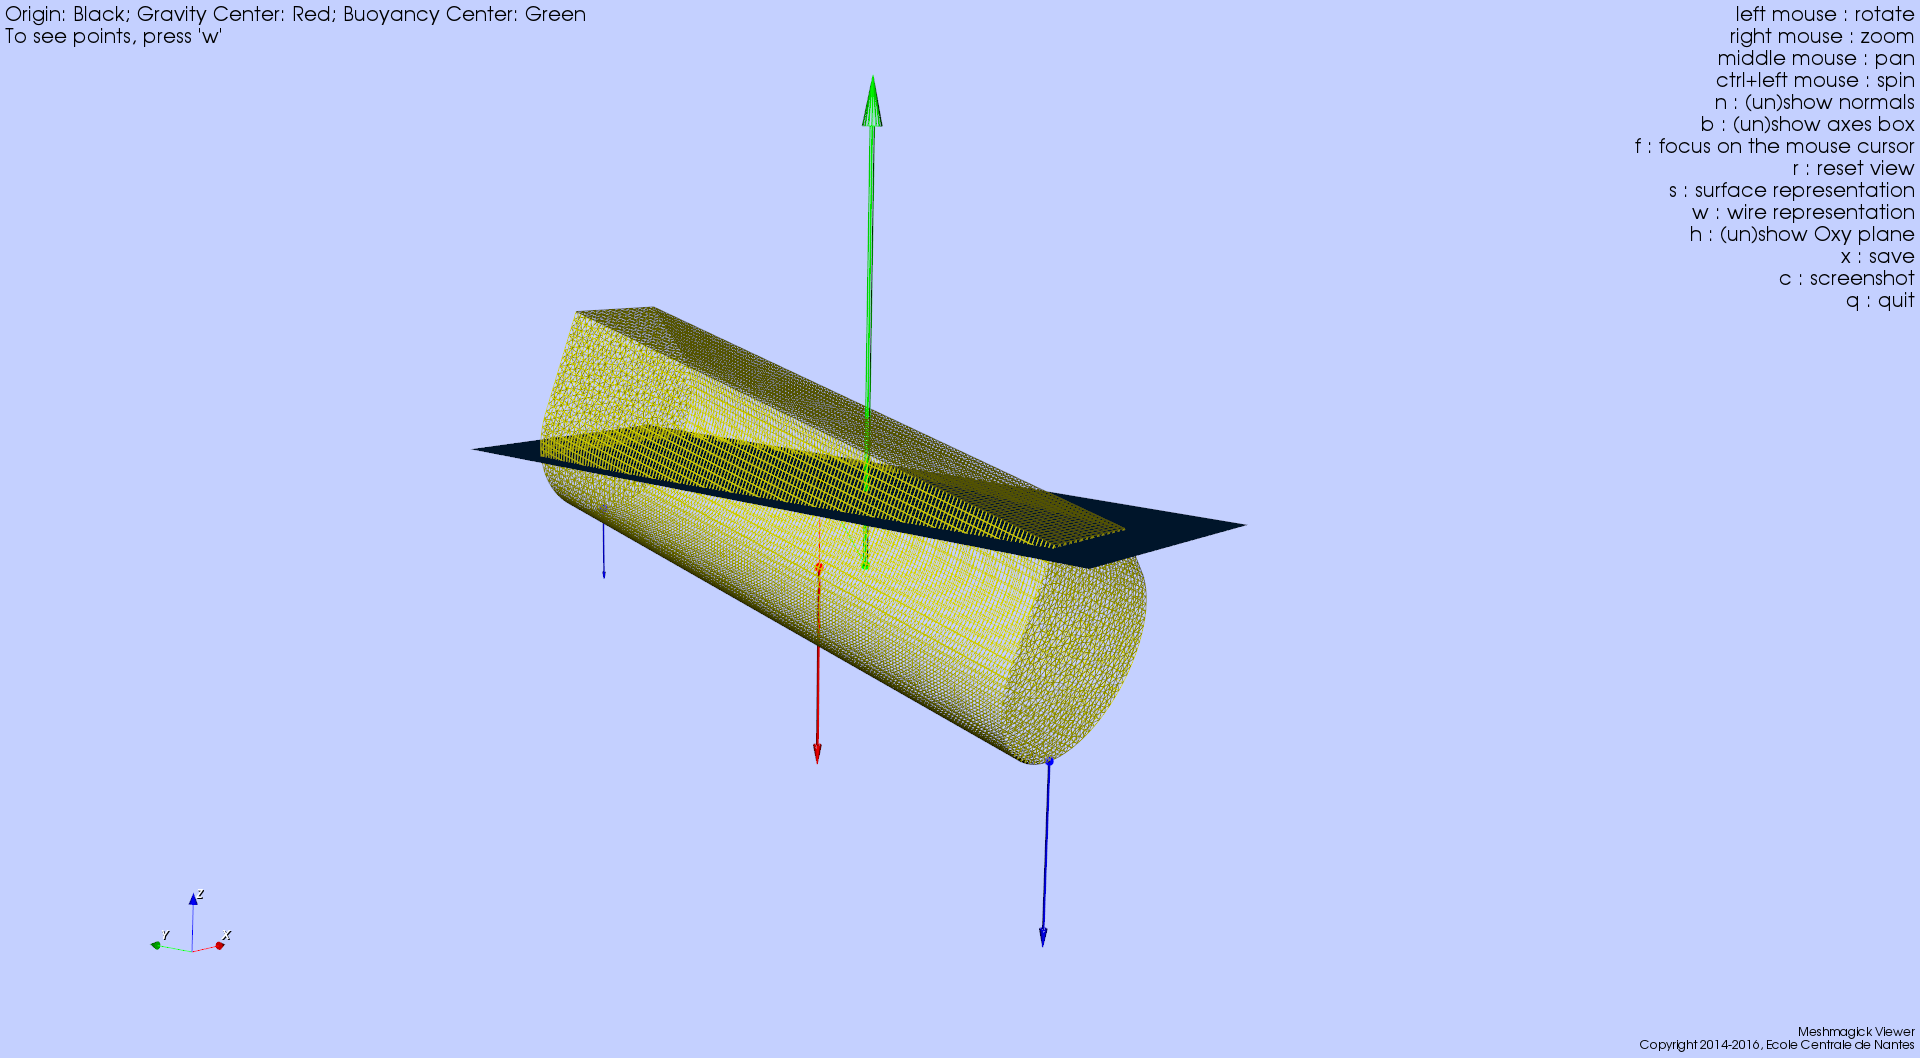 Origin: Black; Gravity Center: Red; Buoyancy Center: Green
To see points, press 'w'
left mouse : rotate
right mouse : zoom
middle mouse : pan
ctrl+left mouse : spin
n : (un)show normals
b : (un)show axes box
f : focus on the mouse cursor
r : reset view
s : surface representation
w : wire representation
h : (un)show Oxy plane
x : save
c : screenshot
q : quit
Z
Y
X
Meshmagick Viewer
Copyright 2014-2016, Ecole Centrale de Nantes